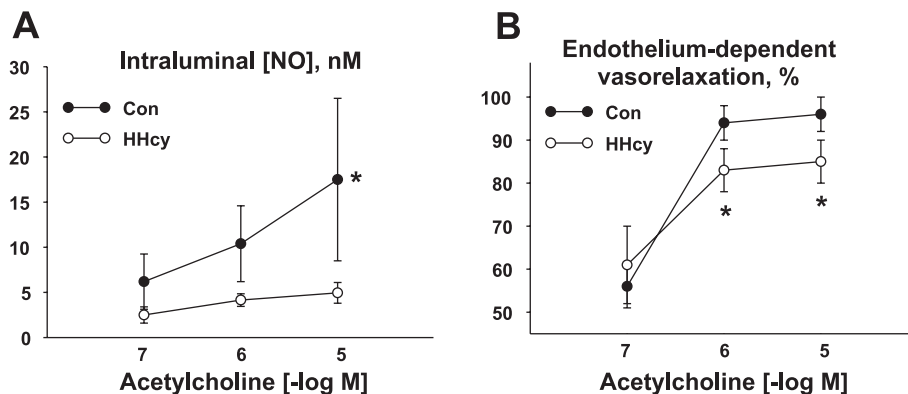 A
Intraluminal [NO], nM
30
25
20
15
10
5
0
Con
HHcy
*
7 6 5
Acetylcholine [-log M]
B
Endothelium-dependent
vasorelaxation, %
100
90
80
70
60
50
Con
HHcy
* *
7 6 5
Acetylcholine [-log M]